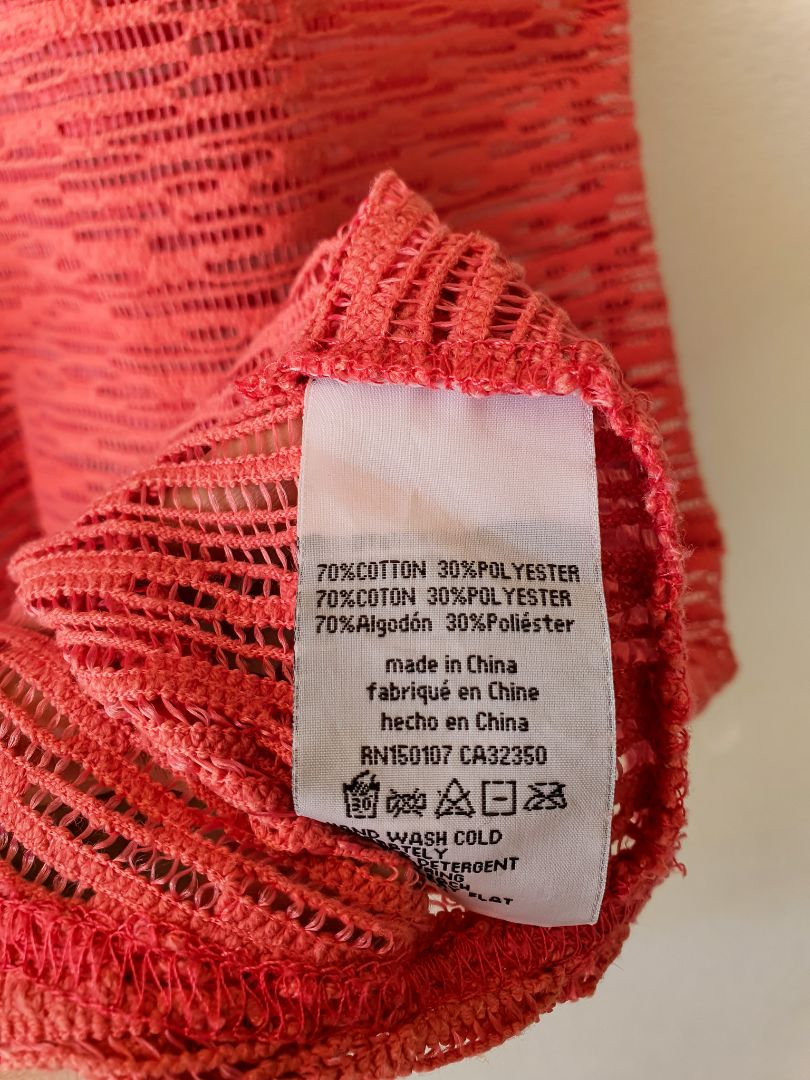 70%COTTON 30%POLYESTER
70%COTON 30%POLYESTER
70%Algodón 30%Poliéster
made in China
fabriqué en Chine
hecho en China
RN150107 CA32350
30
WASH COLD
DETERGENT
FLAT